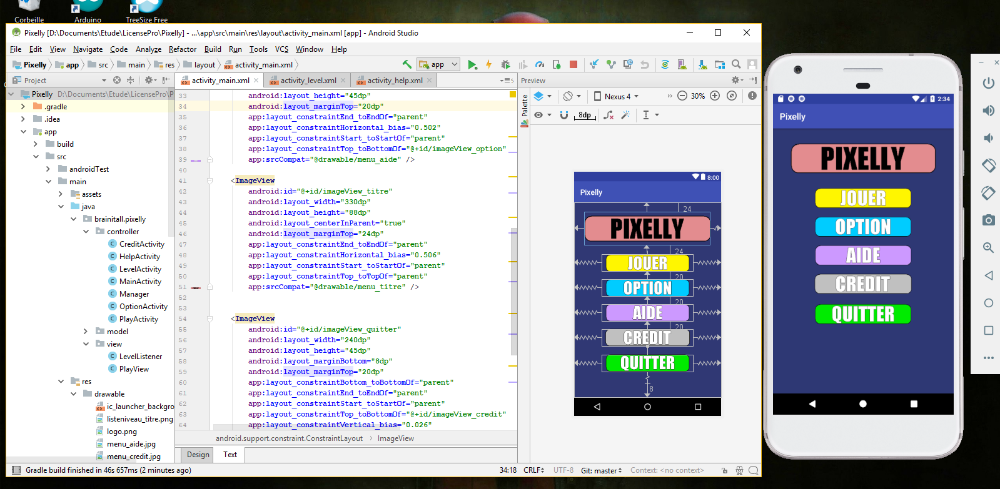 Corbeille
Arduino
TreeSize Free
Pixelly [D:\Documents\Etude\LicensePro\Pixelly] - ...\app\src\main\res\layout\activity_main.xml [app] - Android Studio
File Edit View Navigate Code Analyze Refactor Build Run Tools VCS Window Help
Pixelly app src main res layout activity_main.xml
app
Project
activity_main.xml
activity_level.xml
activity_help.xml
5
Preview
Pixelly D:\Documents\Etude\LicensePro\P
.gradle
.idea
app
build
src
androidTest
main
assets
java
brainitall.pixelly
controller
CreditActivity
HelpActivity
LevelActivity
MainActivity
Manager
OptionActivity
PlayActivity
model
view
LevelListener
PlayView
res
drawable
ic_launcher_backgro
listeniveau_titre.png
logo.png
menu_aide.jpg
menu_credit.jpg
33 android:layout_height="45dp"
34 android:layout_marginTop="20dp"
35 app:layout_constraintEnd_toEndOf="parent"
36 app:layout_constraintHorizontal_bias="0.502"
37 app:layout_constraintStart_toStartOf="parent"
38 app:layout_constraintTop_toBottomOf="@+id/imageView_option"
39 app:srcCompat="@drawable/menu_aide" />
40
41 <ImageView
42 android:id="@+id/imageView_titre"
43 android:layout_width="330dp"
44 android:layout_height="88dp"
45 android:layout_centerInParent="true"
46 android:layout_marginTop="24dp"
47 app:layout_constraintEnd_toEndOf="parent"
48 app:layout_constraintHorizontal_bias="0.506"
49 app:layout_constraintStart_toStartOf="parent"
50 app:layout_constraintTop_toTopOf="parent"
51 app:srcCompat="@drawable/menu_titre" />
52
53
54 <ImageView
55 android:id="@+id/imageView_quitter"
56 android:layout_width="240dp"
57 android:layout_height="45dp"
58 android:layout_marginBottom="8dp"
59 android:layout_marginTop="20dp"
60 app:layout_constraintBottom_toBottomOf="parent"
61 app:layout_constraintEnd_toEndOf="parent"
62 app:layout_constraintStart_toStartOf="parent"
63 app:layout_constraintTop_toBottomOf="@+id/imageView_credit"
64 app:layout_constraintVertical_bias="0.026"
android.support.constraint.ConstraintLayout ImageView
Design Text
Palette
Nexus 4 30%
8dp
8:00
Pixelly
24
PIXELLY
24
JOUER
20
OPTION
20
AIDE
20
CREDIT
QUITTER
8
Gradle build finished in 46s 657ms (2 minutes ago)
34:18 CRLF UTF-8 Git: master Context: <no context>
2:34
Pixelly
PIXELLY
JOUER
OPTION
AIDE
CREDIT
QUITTER